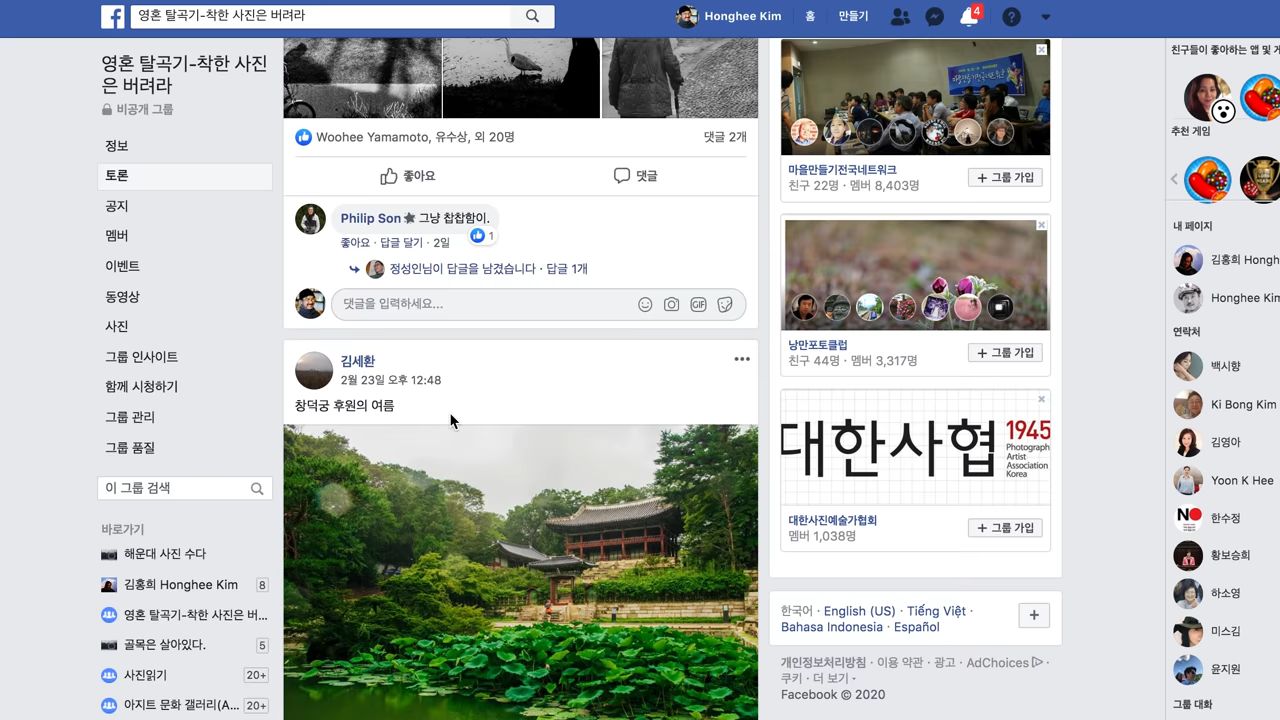 영혼 탈곡기-착한 사진은 버려라
Honghee Kim
홈
만들기
4
영혼 탈곡기-착한 사진
은 버려라
비공개 그룹
정보
토론
공지
멤버
이벤트
동영상
사진
그룹 인사이트
함께 시청하기
그룹 관리
그룹 품질
이 그룹 검색
바로가기
해운대 사진 수다
김홍희 Honghee Kim 8
영혼 탈곡기-착한 사진은 버...
골목은 살아있다. 5
사진읽기 20+
아지트 문화 갤러리(A... 20+
Woohee Yamamoto, 유수상, 외 20명
댓글 2개
좋아요
댓글
Philip Son 그냥 찹찹함이.
1
좋아요 · 답글 달기 · 2일
정성인님이 답글을 남겼습니다 · 답글 1개
댓글을 입력하세요...
GIF
김세환
2월 23일 오후 12:48
창덕궁 후원의 여름
마을만들기전국네트워크
친구 22명 · 멤버 8,403명
+ 그룹 가입
낭만포토클럽
친구 44명 · 멤버 3,317명
+ 그룹 가입
대한사협
1945
Photograph
Artist
Association
Korea
대한사진예술가협회
멤버 1,038명
+ 그룹 가입
한국어 · English (US) · Tiếng Việt ·
Bahasa Indonesia · Español
개인정보처리방침 · 이용 약관 · 광고 · AdChoices ·
쿠키 · 더 보기
Facebook © 2020
친구들이 좋아하는 앱 및 게
추천 게임
내 페이지
김홍희 Hongh
Honghee Kim
연락처
백시향
Ki Bong Kim
김영아
Yoon K Hee
NO
한수정
황보승희
하소영
미스김
윤지원
그룹 대화